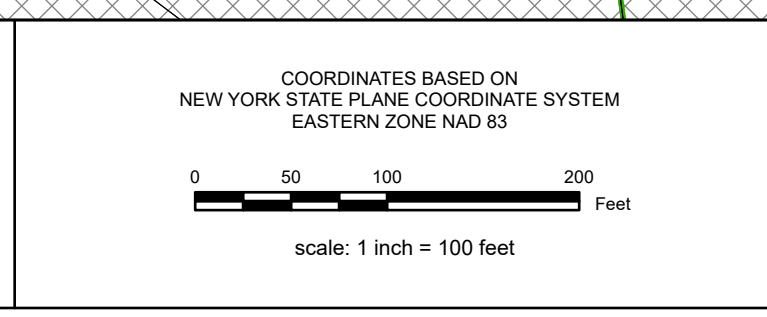 COORDINATES BASED ON
NEW YORK STATE PLANE COORDINATE SYSTEM
EASTERN ZONE NAD 83
0 50 100 200
Feet
scale: 1 inch = 100 feet